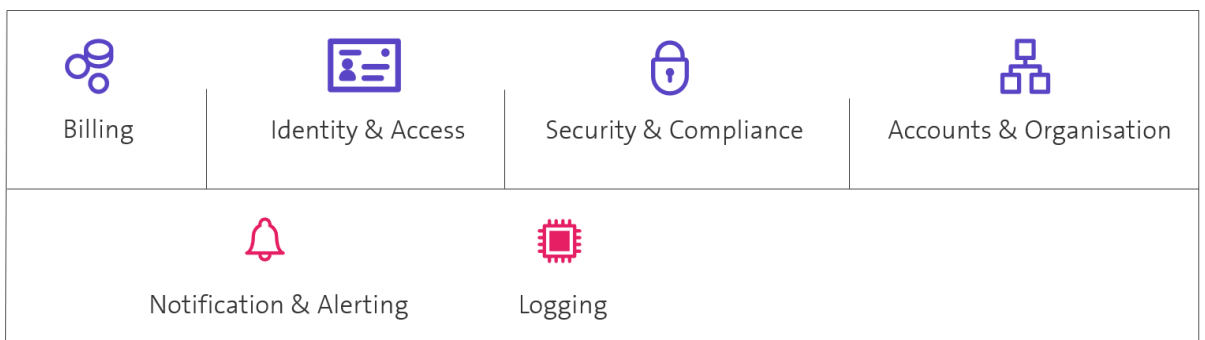 Billing
Identity & Access
Security & Compliance
Accounts & Organisation
Notification & Alerting
Logging